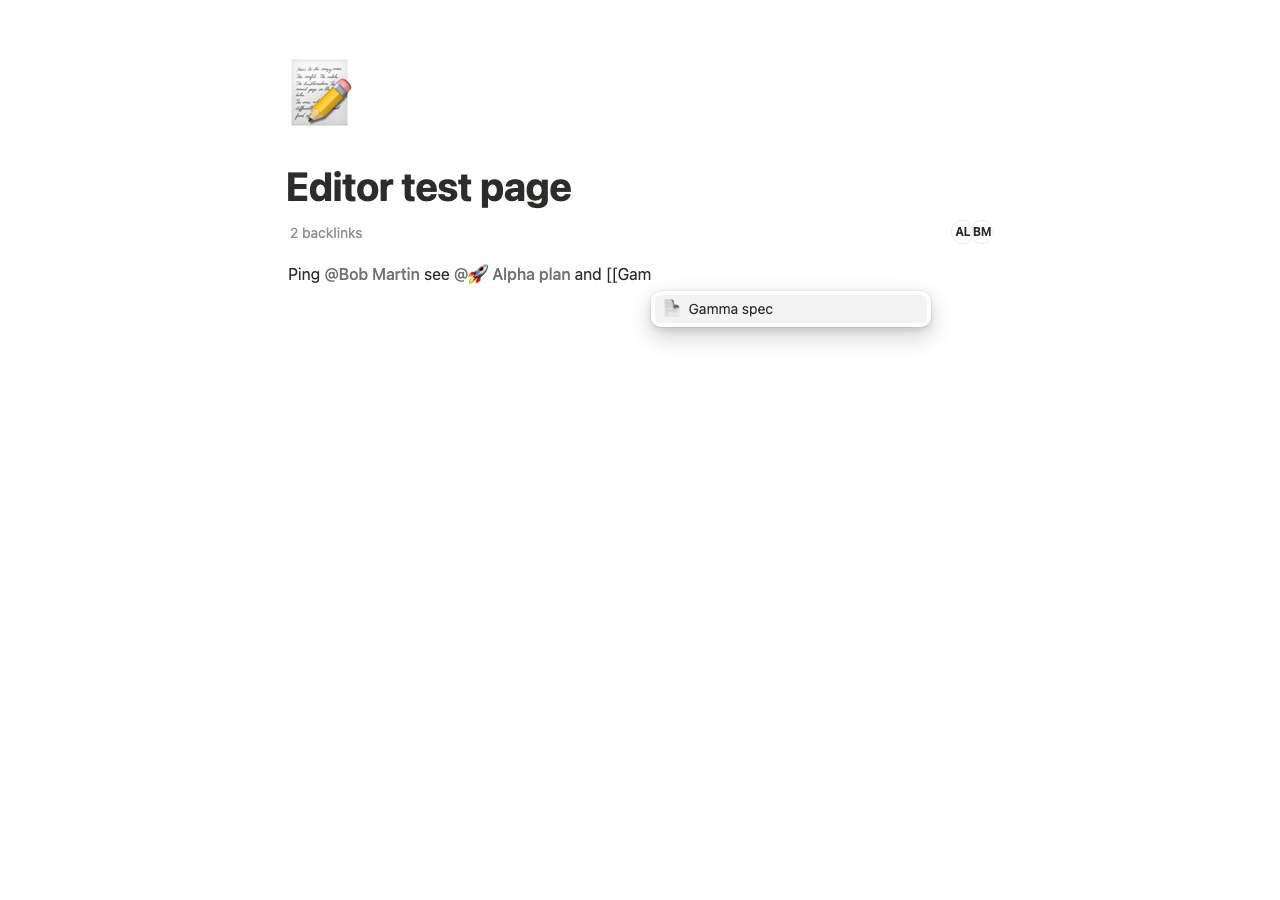 Editor test page
2 backlinks
AL BM
Ping @Bob Martin see @🚀 Alpha plan and [[Gam
Gamma spec